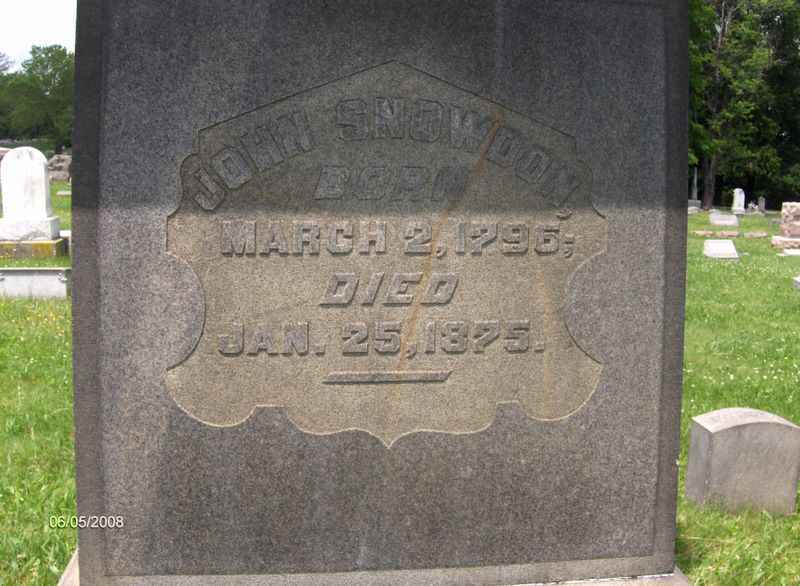 JOHN SNOWDON,
BORN
MARCH 2, 1796;
DIED
JAN. 25, 1875.
06/05/2008